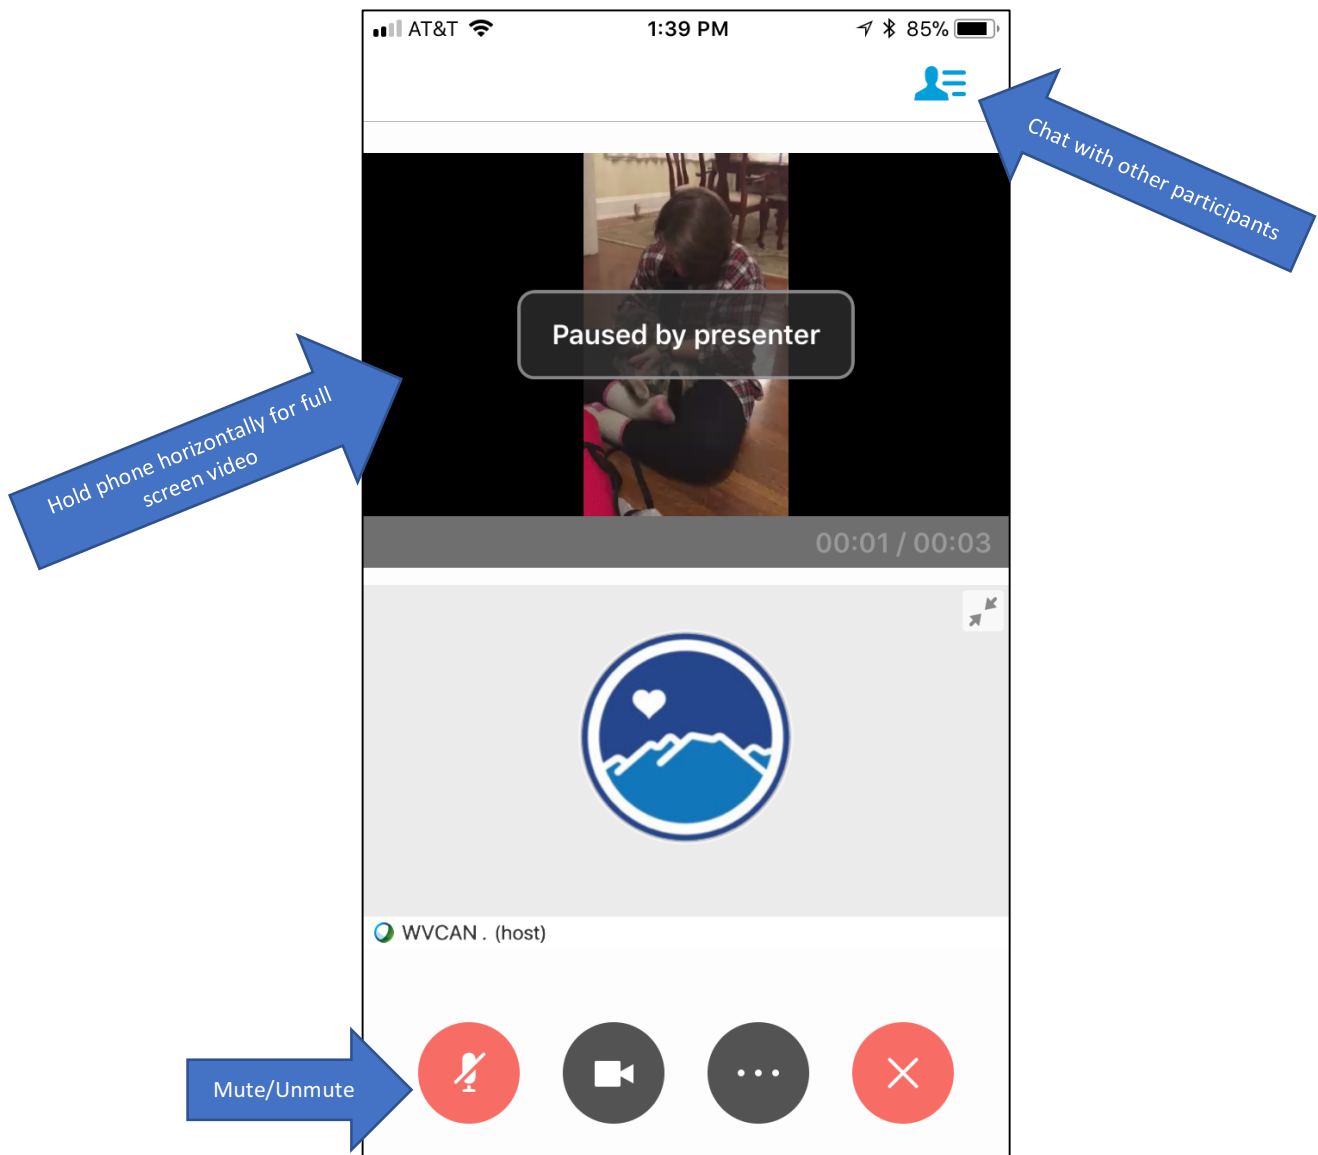 AT&T 1:39 PM 85%
Chat with other participants
Paused by presenter
Hold phone horizontally for full
screen video
00:01 / 00:03
WVCAN . (host)
Mute/Unmute